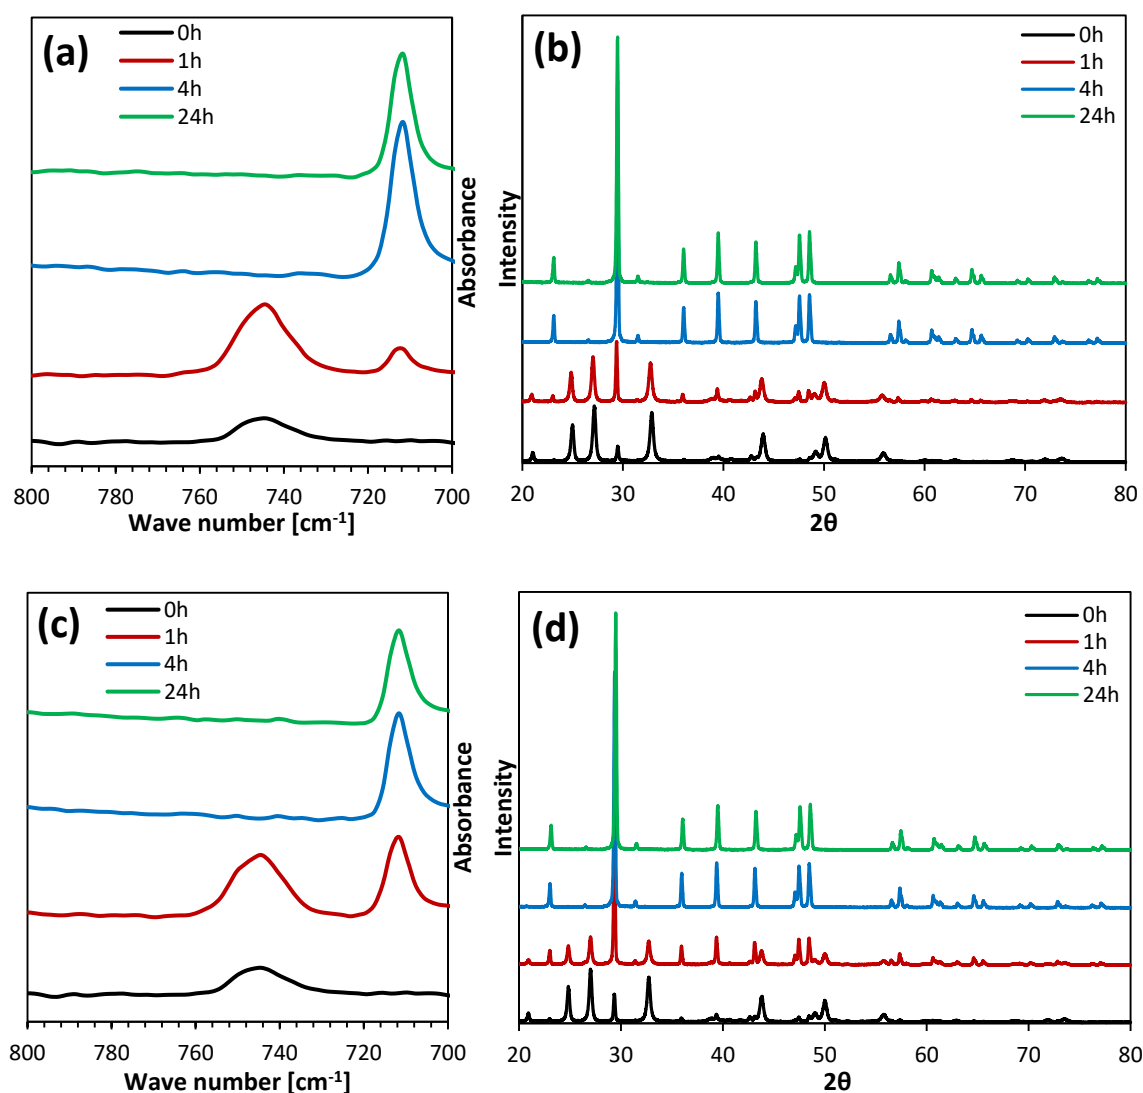 (a)
0h
1h
4h
24h
Absorbance
800 780 760 740 720 700
Wave number [cm⁻¹]
(b)
0h
1h
4h
24h
Intensity
20 30 40 50 60 70 80
2θ
(c)
0h
1h
4h
24h
Absorbance
800 780 760 740 720 700
Wave number [cm⁻¹]
(d)
0h
1h
4h
24h
Intensity
20 30 40 50 60 70 80
2θ